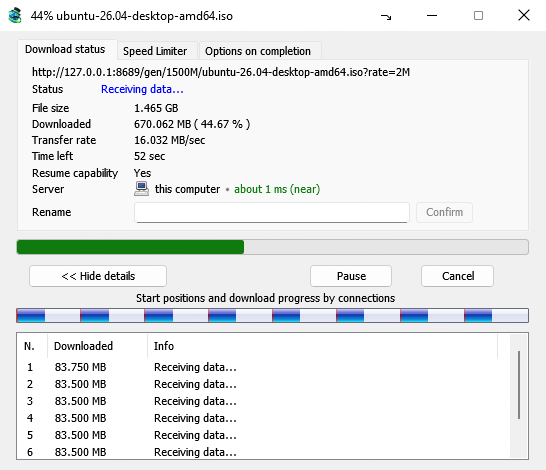 44% ubuntu-26.04-desktop-amd64.iso
Download status Speed Limiter Options on completion
http://127.0.0.1:8689/gen/1500M/ubuntu-26.04-desktop-amd64.iso?rate=2M
Status Receiving data...
File size 1.465 GB
Downloaded 670.062 MB ( 44.67 % )
Transfer rate 16.032 MB/sec
Time left 52 sec
Resume capability Yes
Server this computer • about 1 ms (near)
Rename Confirm
<< Hide details Pause Cancel
Start positions and download progress by connections
N. Downloaded Info
1 83.750 MB Receiving data...
2 83.500 MB Receiving data...
3 83.500 MB Receiving data...
4 83.500 MB Receiving data...
5 83.500 MB Receiving data...
6 83.500 MB Receiving data...